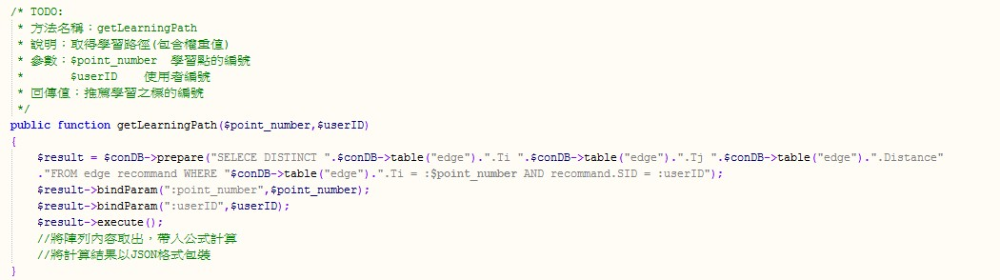 /* TODO:
 * 方法名稱：getLearningPath
 * 說明：取得學習路徑(包含權重值)
 * 參數：$point_number  學習點的編號
 *       $userID    使用者編號
 * 回傳值：推薦學習之標的編號
 */
public function getLearningPath($point_number,$userID)
{
    $result = $conDB->prepare("SELECE DISTINCT ".$conDB->table("edge").".Ti ".$conDB->table("edge").".Tj ".$conDB->table("edge").".Distance"
    ."FROM edge recommand WHERE "$conDB->table("edge").".Ti = :$point_number AND recommand.SID = :userID");
    $result->bindParam(":point_number",$point_number);
    $result->bindParam(":userID",$userID);
    $result->execute();
    //將陣列內容取出，帶入公式計算
    //將計算結果以JSON格式包裝
}